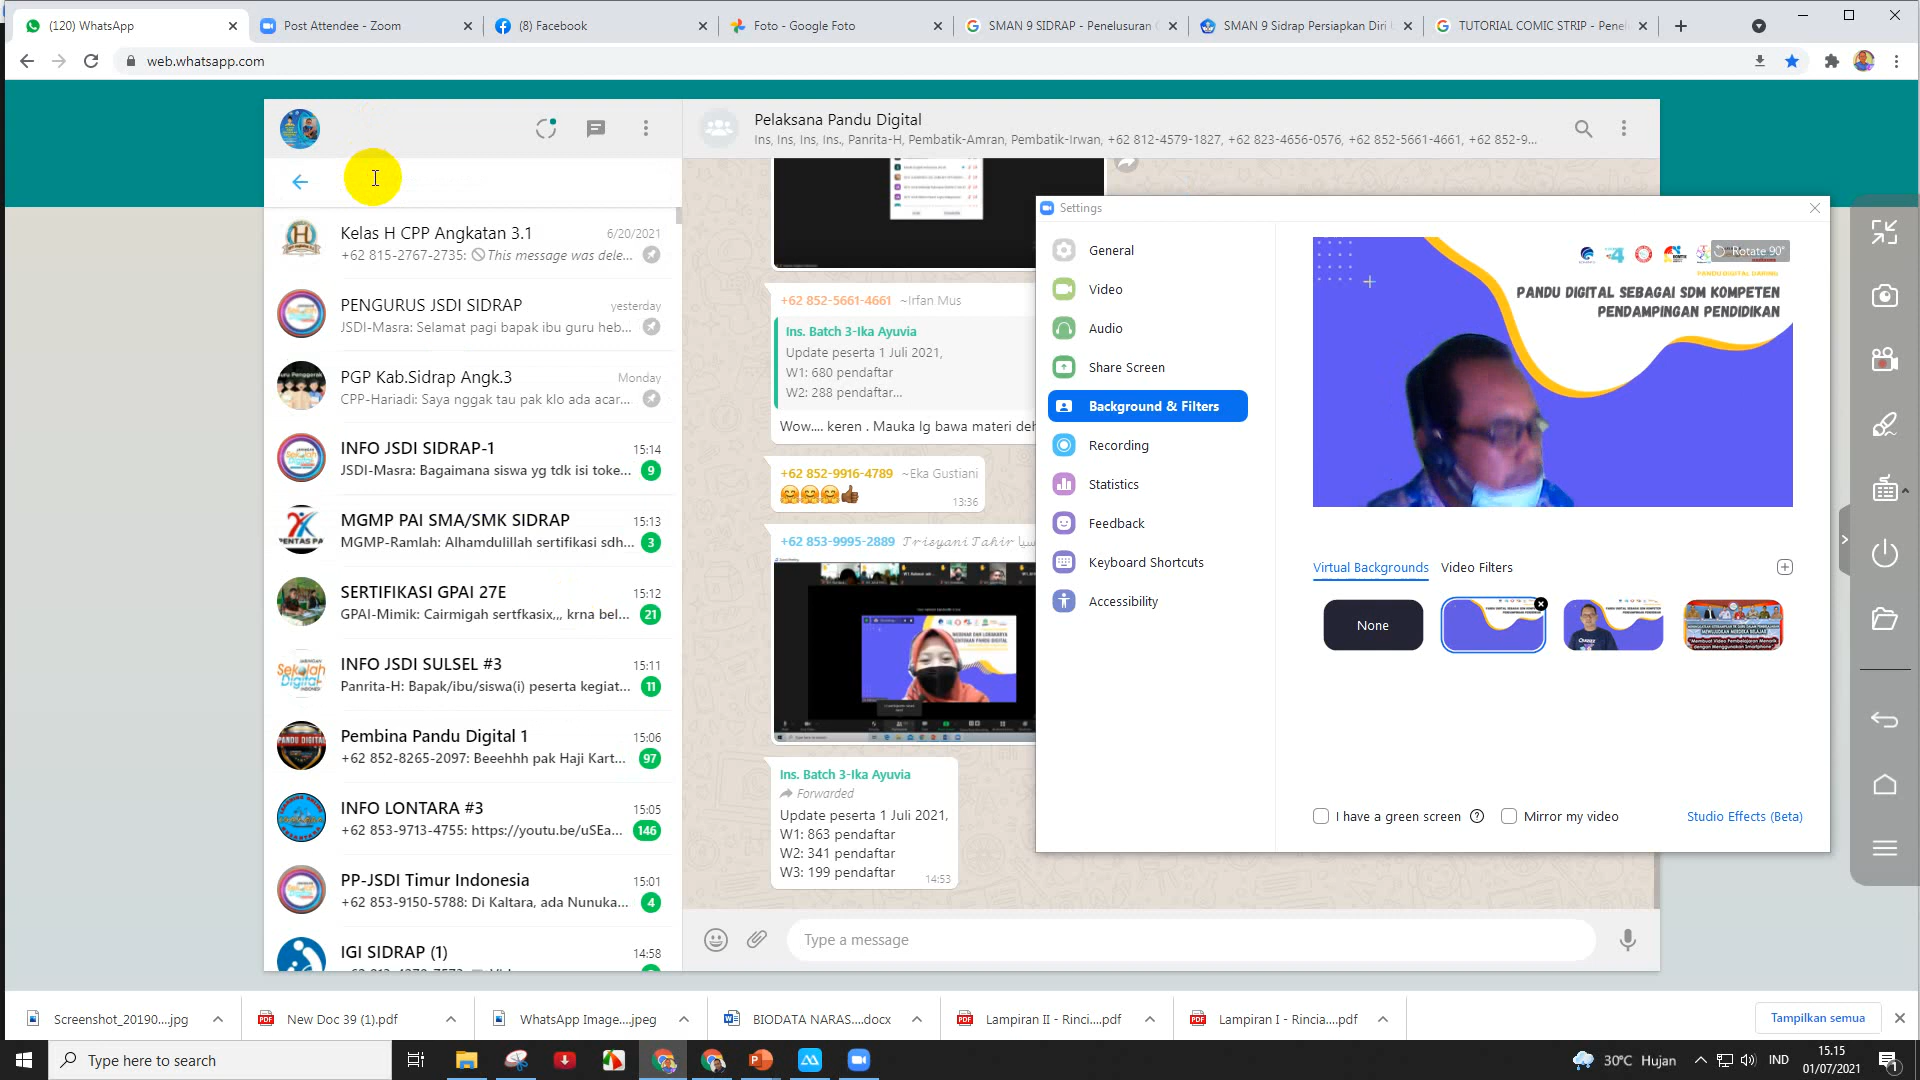 (120) WhatsApp
Post Attendee - Zoom
(8) Facebook
Foto - Google Foto
SMAN 9 SIDRAP - Penelusuran
SMAN 9 Sidrap Persiapkan Diri
TUTORIAL COMIC STRIP - Penel
web.whatsapp.com
Pelaksana Pandu Digital
Ins, Ins, Ins, Ins., Panrita-H, Pembatik-Amran, Pembatik-Irwan, +62 812-4579-1827, +62 823-4656-0576, +62 852-5661-4661, +62 852-9...
Kelas H CPP Angkatan 3.1
6/20/2021
+62 815-2767-2735: This message was dele...
PENGURUS JSDI SIDRAP
yesterday
JSDI-Masra: Selamat pagi bapak ibu guru heb...
PGP Kab.Sidrap Angk.3
Monday
CPP-Hariadi: Saya nggak tau pak klo ada acar...
INFO JSDI SIDRAP-1
15:14
JSDI-Masra: Bagaimana siswa yg tdk isi toke...
9
MGMP PAI SMA/SMK SIDRAP
15:13
MGMP-Ramlah: Alhamdulillah sertifikasi sdh...
3
SERTIFIKASI GPAI 27E
15:12
GPAI-Mimik: Cairmigah sertfkasix,,, krna bel...
21
INFO JSDI SULSEL #3
15:11
Panrita-H: Bapak/ibu/siswa(i) peserta kegiat...
11
Pembina Pandu Digital 1
15:06
+62 852-8265-2097: Beeehhh pak Haji Kart...
97
INFO LONTARA #3
15:05
+62 853-9713-4755: https://youtu.be/uSEa...
146
PP-JSDI Timur Indonesia
15:01
+62 853-9150-5788: Di Kaltara, ada Nunuka...
4
IGI SIDRAP (1)
14:58
+62 852-5661-4661 ~Irfan Mus
Ins. Batch 3-Ika Ayuvia
Update peserta 1 Juli 2021,
W1: 680 pendaftar
W2: 288 pendaftar...
Wow.... keren . Mauka lg bawa materi deh
+62 852-9916-4789 ~Eka Gustiani
🤗🤗🤗👍🏾
13:36
+62 853-9995-2889 𝓣𝓻𝓲𝓼𝔂𝓪𝓷𝓲 𝓣𝓪𝓱𝓲𝓻
Ins. Batch 3-Ika Ayuvia
Forwarded
Update peserta 1 Juli 2021,
W1: 863 pendaftar
W2: 341 pendaftar
W3: 199 pendaftar
14:53
Type a message
Settings
General
Video
Audio
Share Screen
Background & Filters
Recording
Statistics
Feedback
Keyboard Shortcuts
Accessibility
Rotate 90°
PANDU DIGITAL DARING
PANDU DIGITAL SEBAGAI SDM KOMPETEN
PENDAMPINGAN PENDIDIKAN
Virtual Backgrounds
Video Filters
None
I have a green screen
Mirror my video
Studio Effects (Beta)
Screenshot_20190....jpg
New Doc 39 (1).pdf
WhatsApp Image....jpeg
BIODATA NARAS....docx
Lampiran II - Rinci....pdf
Lampiran I - Rincia....pdf
Tampilkan semua
Type here to search
30°C Hujan
IND
15.15
01/07/2021
1